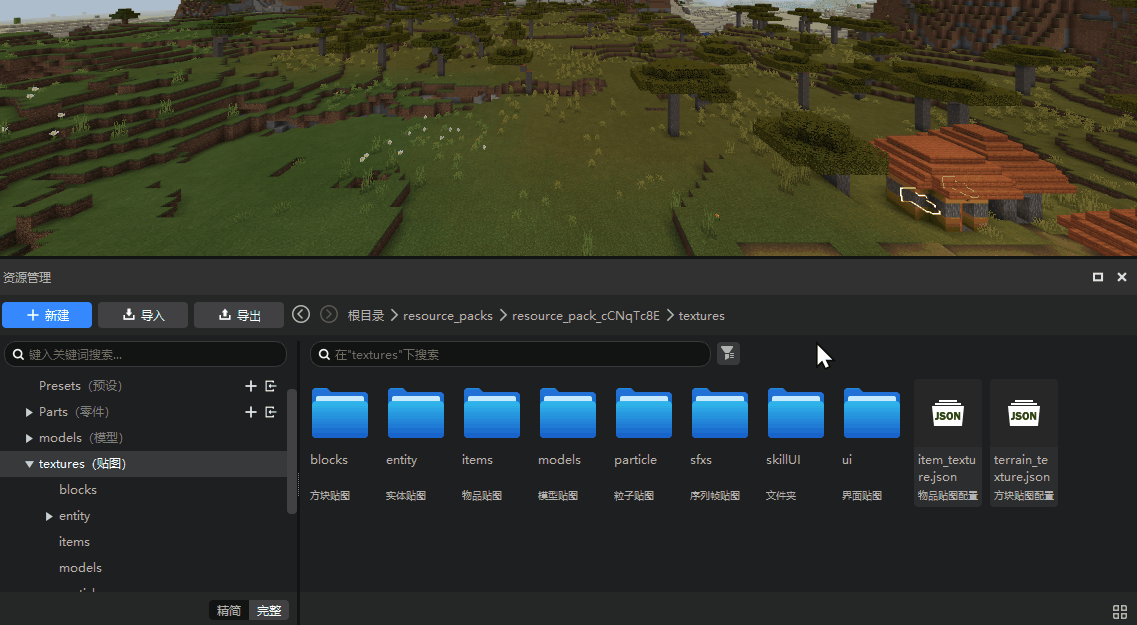 资源管理
新建
导入
导出
根目录
resource_packs
resource_pack_cCNqTc8E
textures
键入关键词搜索...
在"textures"下搜索
Presets（预设）
Parts（零件）
models（模型）
textures（贴图）
blocks
entity
items
models
精简
完整
blocks
方块贴图
entity
实体贴图
items
物品贴图
models
模型贴图
particle
粒子贴图
sfxs
序列帧贴图
skillUI
文件夹
ui
界面贴图
JSON
item_textu
re.json
物品贴图配置
JSON
terrain_te
xture.json
方块贴图配置